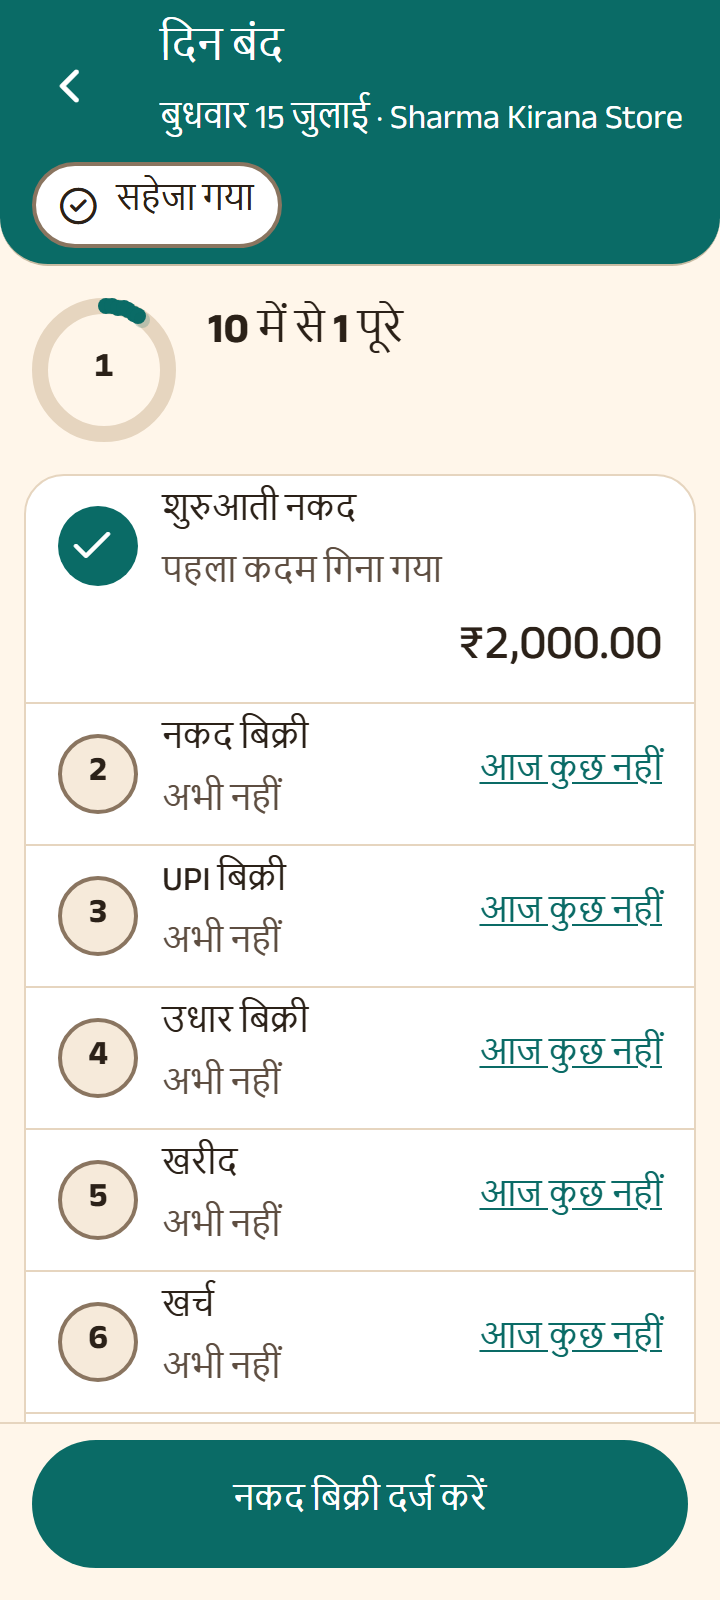 दिन बंद
बुधवार 15 जुलाई · Sharma Kirana Store
सहेजा गया
1
10 में से 1 पूरे
शुरुआती नकद
पहला कदम गिना गया
₹2,000.00
2
नकद बिक्री
अभी नहीं
आज कुछ नहीं
3
UPI बिक्री
अभी नहीं
आज कुछ नहीं
4
उधार बिक्री
अभी नहीं
आज कुछ नहीं
5
खरीद
अभी नहीं
आज कुछ नहीं
6
खर्च
अभी नहीं
आज कुछ नहीं
नकद बिक्री दर्ज करें